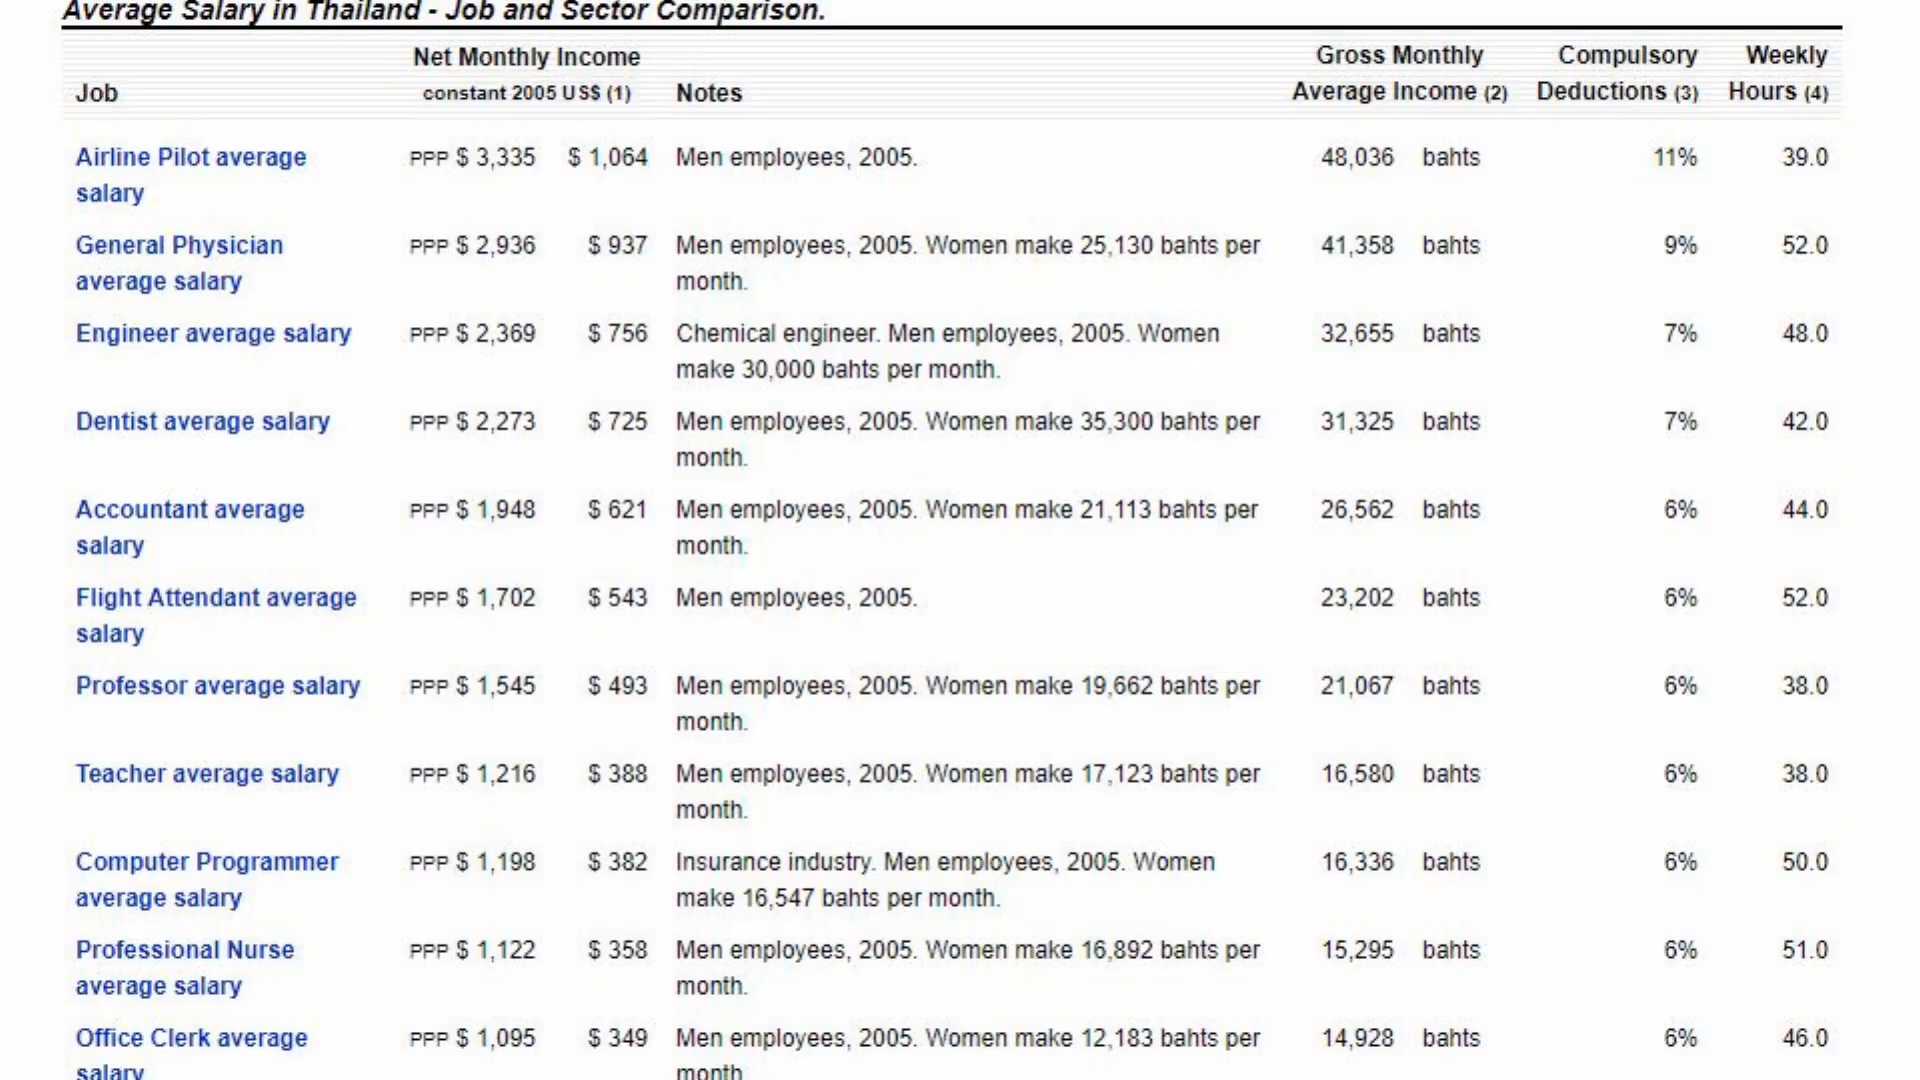 Average Salary in Thailand - Job and Sector Comparison.
Net Monthly Income Gross Monthly Compulsory Weekly
Job constant 2005 US$ (1) Notes Average Income (2) Deductions (3) Hours (4)
Airline Pilot average PPP $ 3,335 $ 1,064 Men employees, 2005. 48,036 bahts 11% 39.0
salary
General Physician PPP $ 2,936 $ 937 Men employees, 2005. Women make 25,130 bahts per 41,358 bahts 9% 52.0
average salary month.
Engineer average salary PPP $ 2,369 $ 756 Chemical engineer. Men employees, 2005. Women 32,655 bahts 7% 48.0
make 30,000 bahts per month.
Dentist average salary PPP $ 2,273 $ 725 Men employees, 2005. Women make 35,300 bahts per 31,325 bahts 7% 42.0
month.
Accountant average PPP $ 1,948 $ 621 Men employees, 2005. Women make 21,113 bahts per 26,562 bahts 6% 44.0
salary month.
Flight Attendant average PPP $ 1,702 $ 543 Men employees, 2005. 23,202 bahts 6% 52.0
salary
Professor average salary PPP $ 1,545 $ 493 Men employees, 2005. Women make 19,662 bahts per 21,067 bahts 6% 38.0
month.
Teacher average salary PPP $ 1,216 $ 388 Men employees, 2005. Women make 17,123 bahts per 16,580 bahts 6% 38.0
month.
Computer Programmer PPP $ 1,198 $ 382 Insurance industry. Men employees, 2005. Women 16,336 bahts 6% 50.0
average salary make 16,547 bahts per month.
Professional Nurse PPP $ 1,122 $ 358 Men employees, 2005. Women make 16,892 bahts per 15,295 bahts 6% 51.0
average salary month.
Office Clerk average PPP $ 1,095 $ 349 Men employees, 2005. Women make 12,183 bahts per 14,928 bahts 6% 46.0
salary month